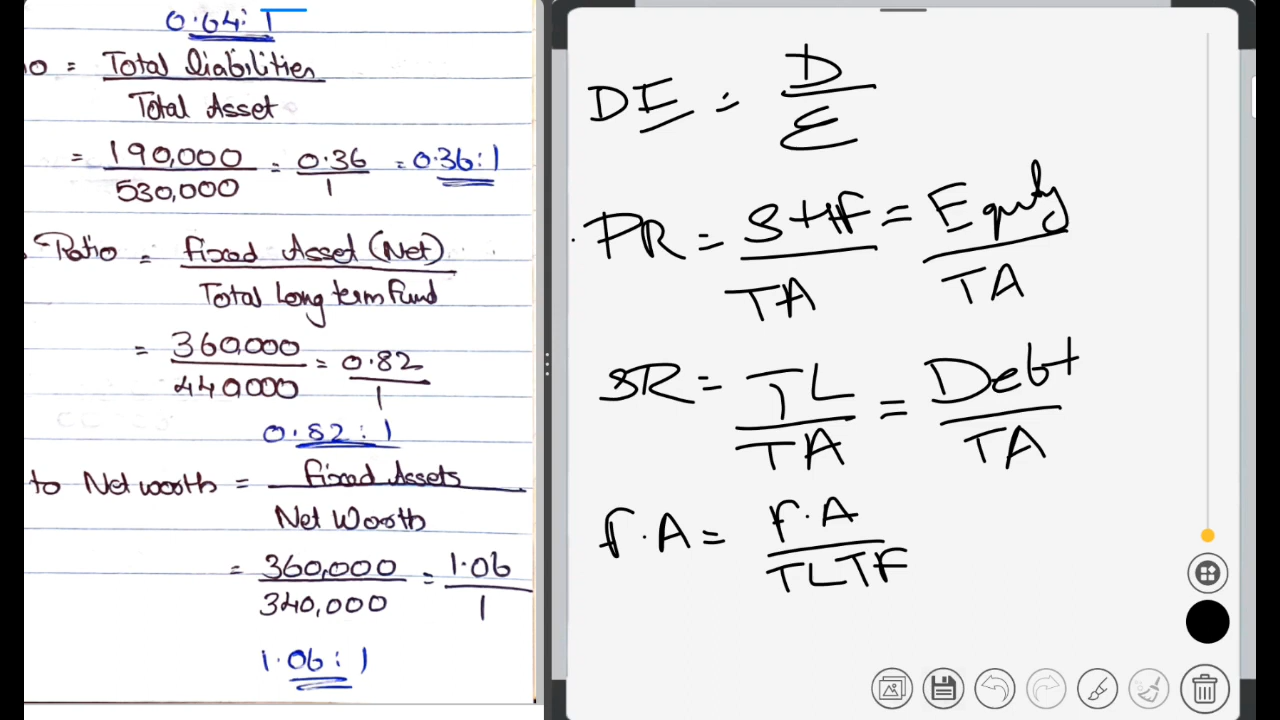 0.64:1
io = Total liabilities
Total Asset
= 190,000 = 0.36 = 0.36:1
530,000 1
Ratio = fixed Asset (Net)
Total Long term Fund
= 360,000 = 0.82
440,000 1
0.82:1
to Net worth = fixed Assets
Net Worth
= 360,000 = 1.06
340,000 1
1.06:1
DE = D
E
PR = SHF = Equity
TA TA
SR = TL = Debt
TA TA
F.A = F.A
TLTF